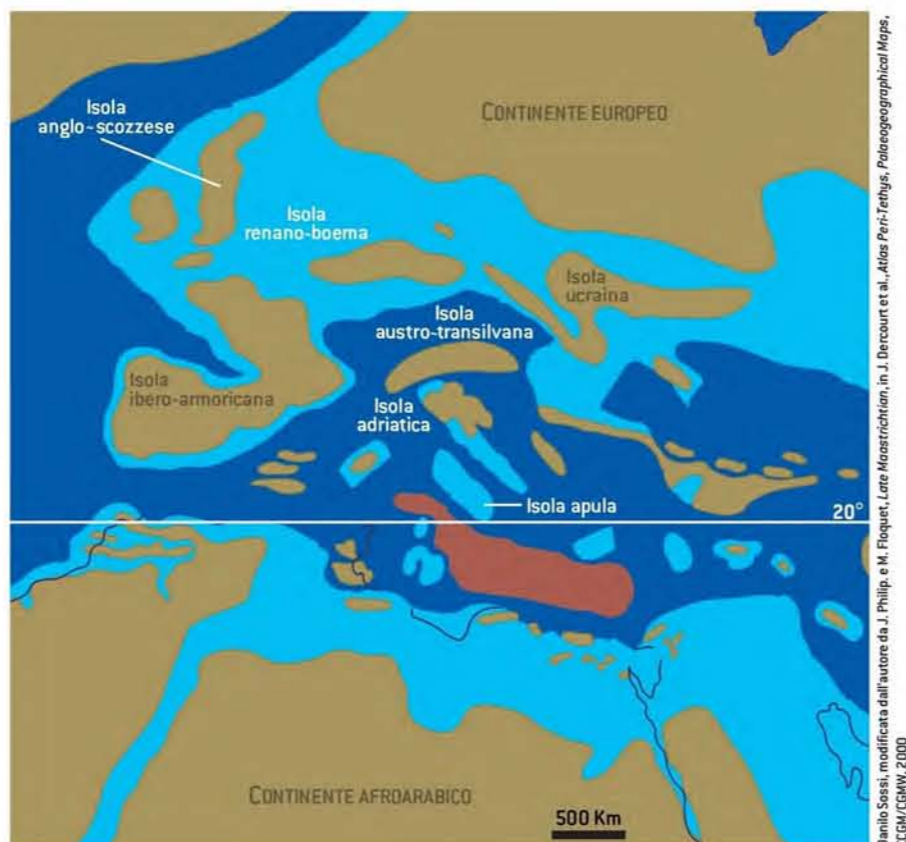 CONTINENTE EUROPEO
Isola
anglo-scozzese
Isola
renano-boema
Isola
ucraina
Isola
austro-transilvana
Isola
ibero-armoricana
Isola
adriatica
Isola apula
20°
CONTINENTE AFROARABICO
500 Km
Danilo Sossi, modificata dall'autore da J. Philip. e M. Floquet, Late Maastrichtian, in J. Dercourt et al., Atlas Peri-Tethys, Palaeogeographical Maps,
CCGM/CGMW, 2000